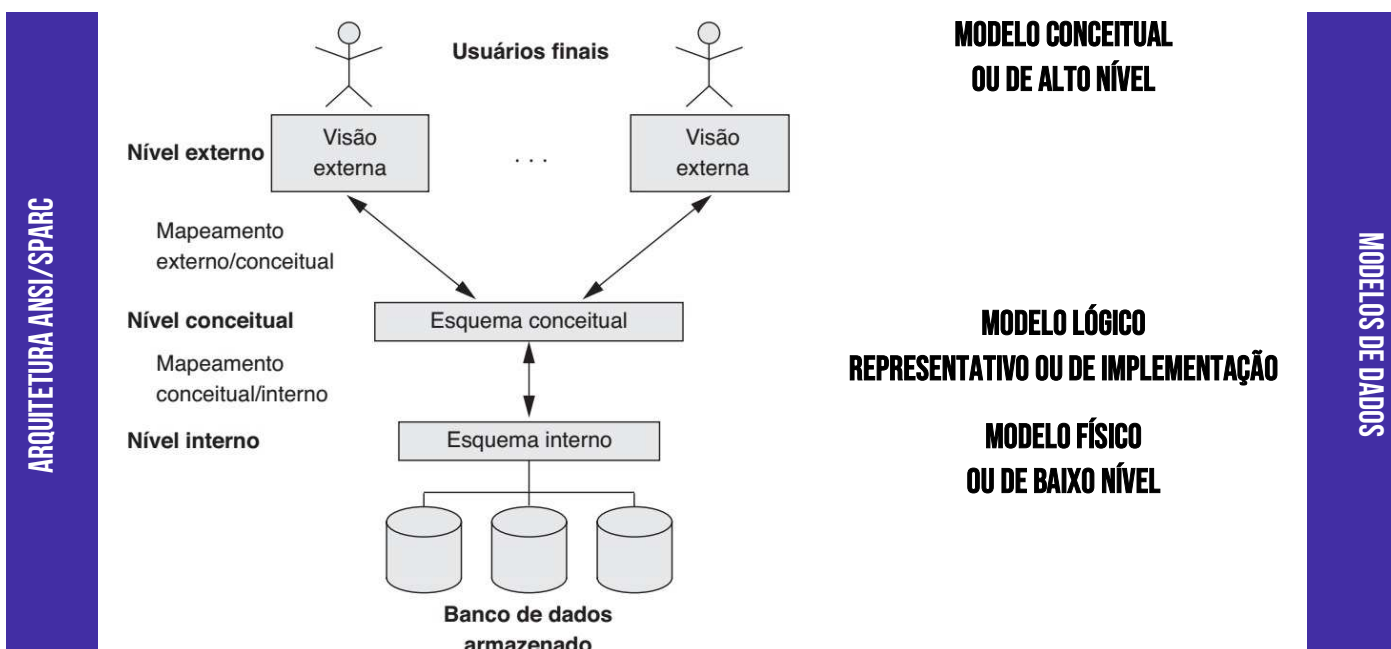 ARQUITETURA ANSI/SPARC
Usuários finais
Nível externo
Visão
externa
. . .
Visão
externa
Mapeamento
externo/conceitual
Nível conceitual
Esquema conceitual
Mapeamento
conceitual/interno
Nível interno
Esquema interno
Banco de dados
armazenado
MODELO CONCEITUAL
OU DE ALTO NÍVEL
MODELO LÓGICO
REPRESENTATIVO OU DE IMPLEMENTAÇÃO
MODELO FÍSICO
OU DE BAIXO NÍVEL
MODELOS DE DADOS